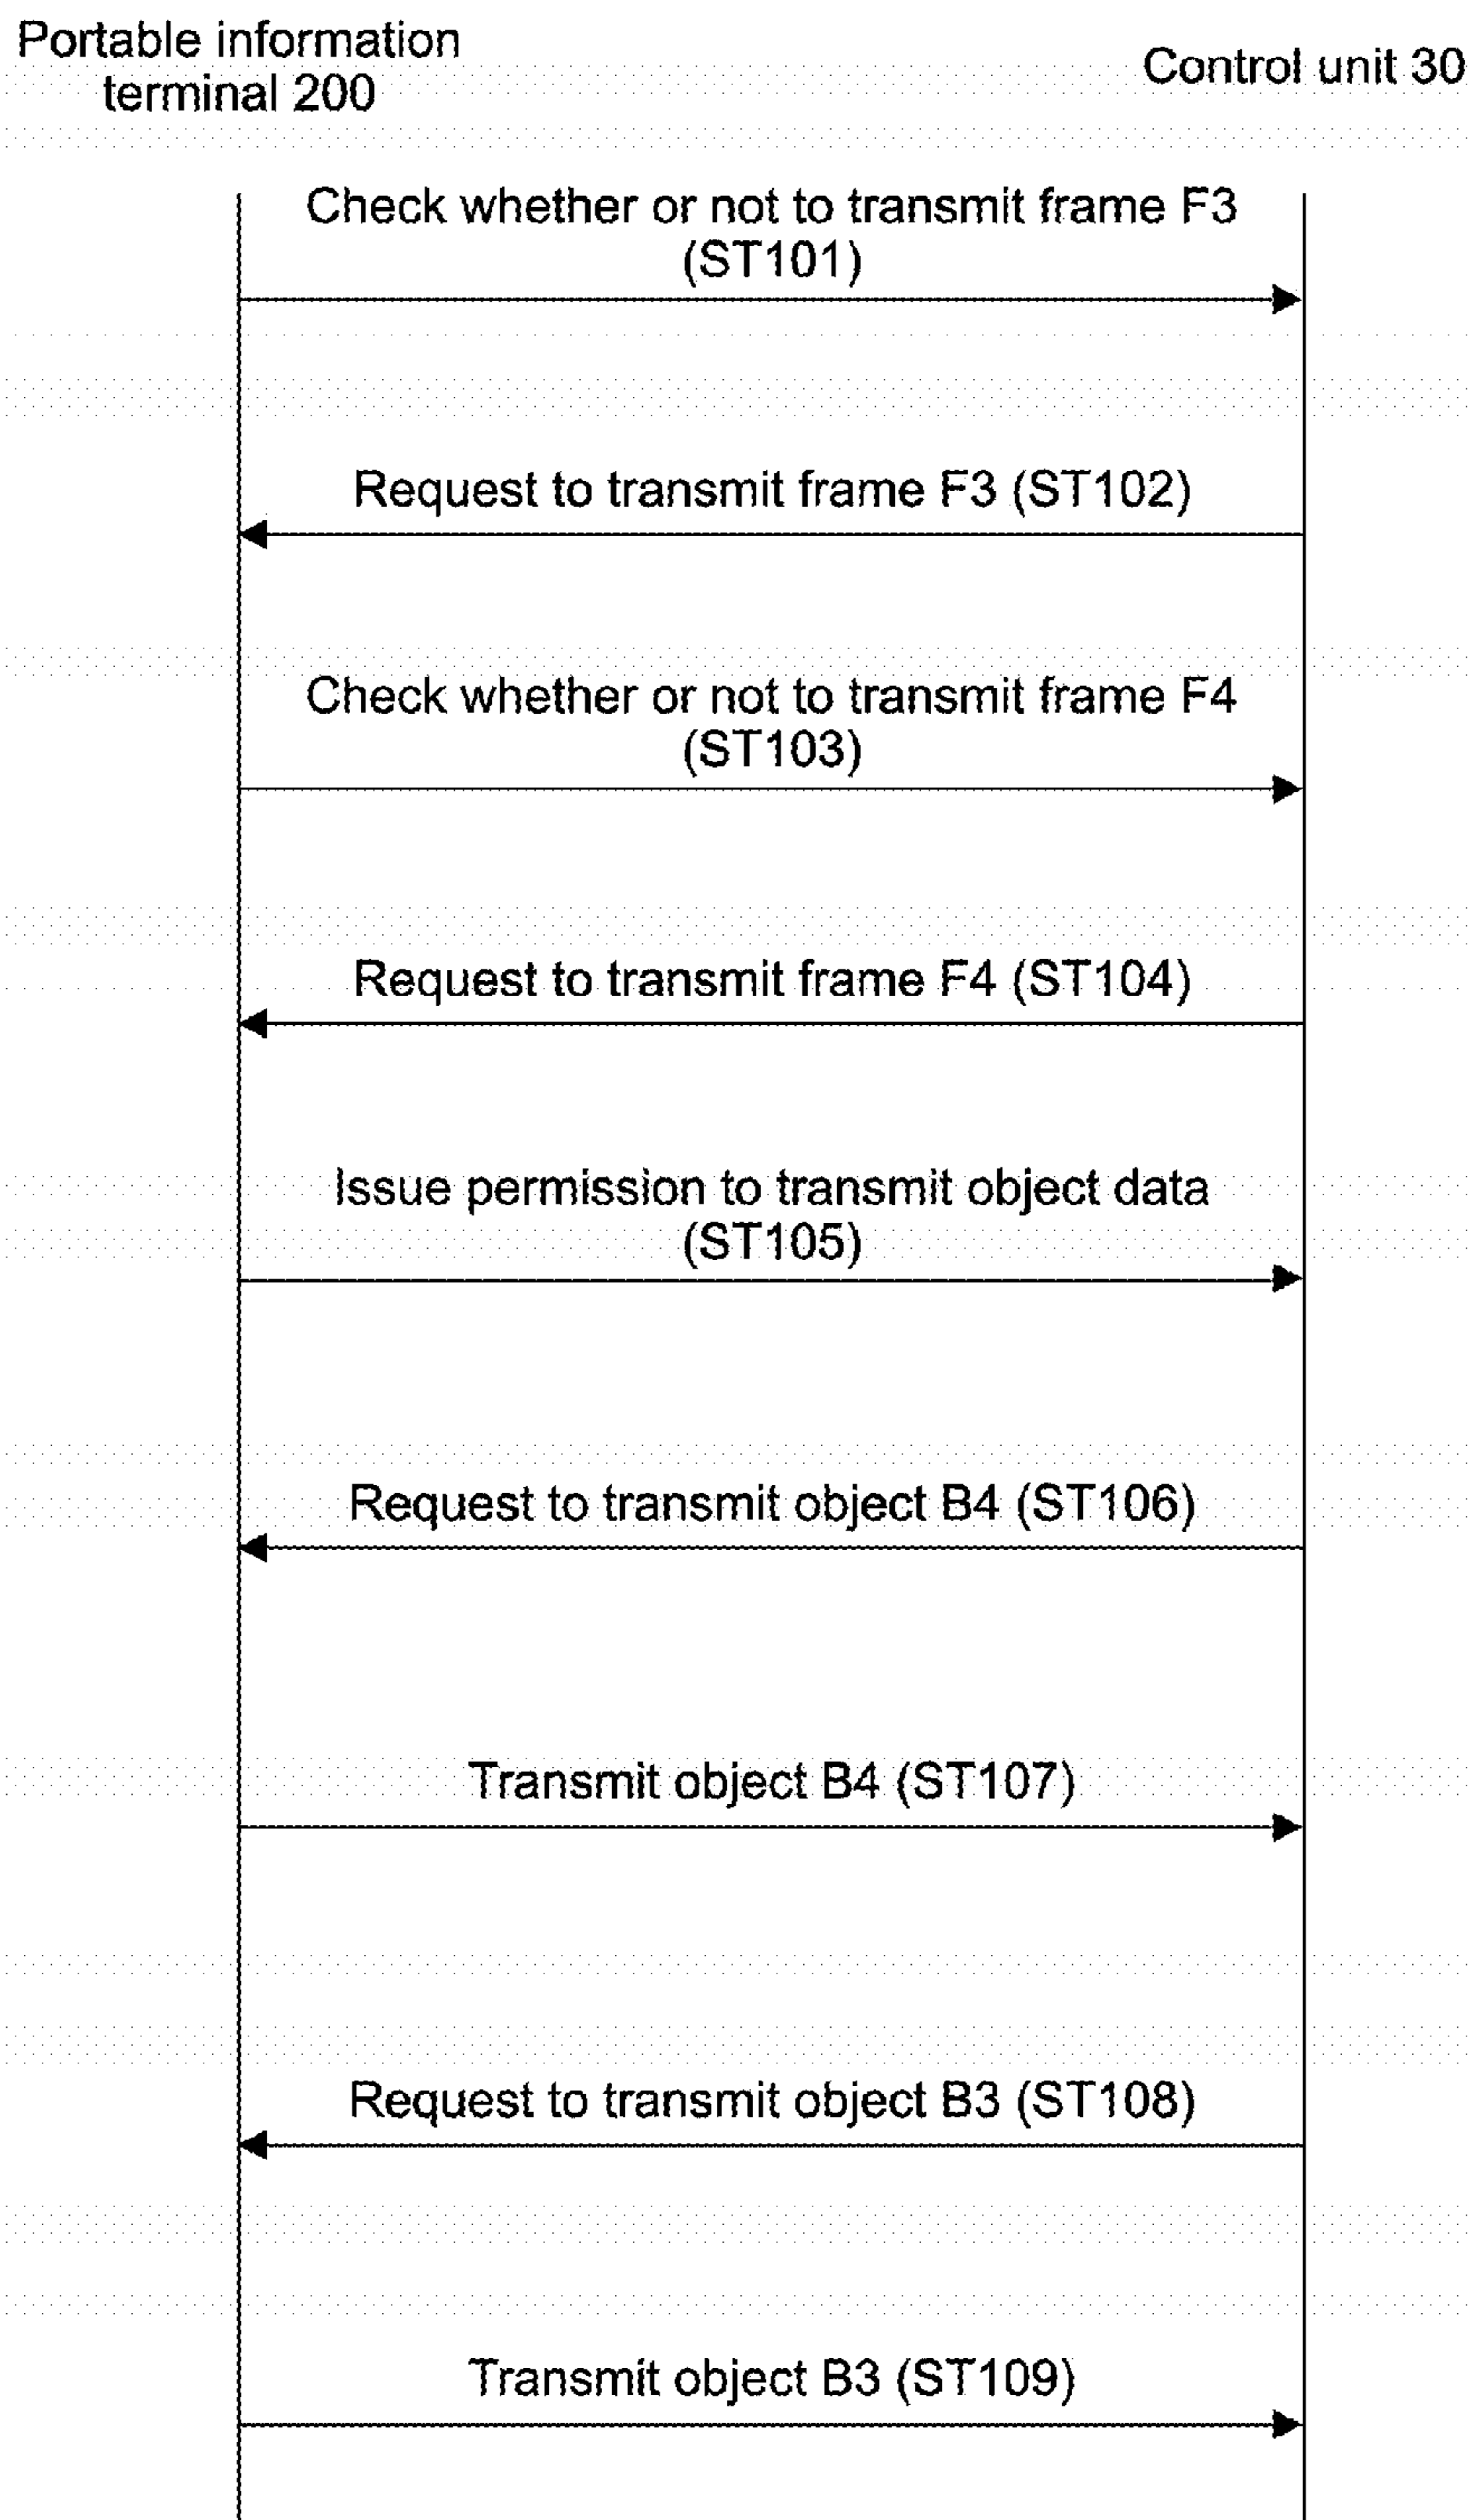 Portable information
terminal 200
Control unit 30
Check whether or not to transmit frame F3
(ST101)
Request to transmit frame F3 (ST102)
Check whether or not to transmit frame F4
(ST103)
Request to transmit frame F4 (ST104)
Issue permission to transmit object data
(ST105)
Request to transmit object B4 (ST106)
Transmit object B4 (ST107)
Request to transmit object B3 (ST108)
Transmit object B3 (ST109)